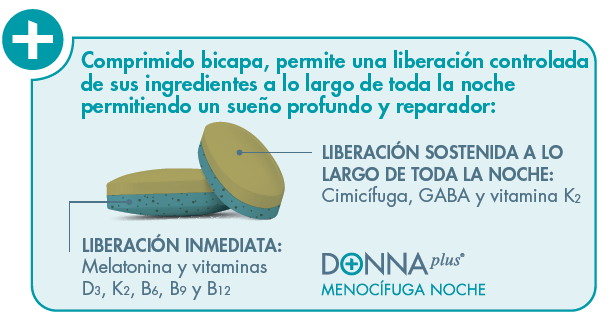 Comprimido bicapa, permite una liberación controlada
de sus ingredientes a lo largo de toda la noche
permitiendo un sueño profundo y reparador:
LIBERACIÓN SOSTENIDA A LO
LARGO DE TODA LA NOCHE:
Cimicífuga, GABA y vitamina K₂
LIBERACIÓN INMEDIATA:
Melatonina y vitaminas
D₃, K₂, B₆, B₉ y B₁₂
DONNAplus®
MENOCÍFUGA NOCHE